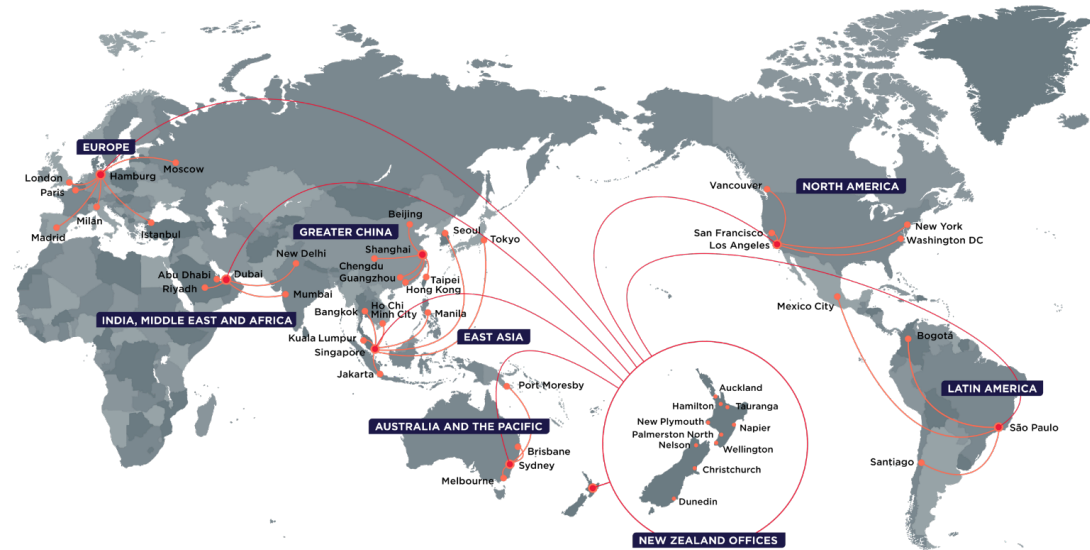 EUROPE
London
Paris
Hamburg
Moscow
Milan
Madrid
Istanbul
GREATER CHINA
Beijing
Shanghai
Chengdu
Guangzhou
Hong Kong
Taipei
Seoul
Tokyo
New Delhi
Abu Dhabi
Dubai
Riyadh
Mumbai
INDIA, MIDDLE EAST AND AFRICA
Bangkok
Ho Chi
Minh City
Manila
Kuala Lumpur
Singapore
EAST ASIA
Jakarta
Port Moresby
AUSTRALIA AND THE PACIFIC
Brisbane
Sydney
Melbourne
Auckland
Hamilton
Tauranga
New Plymouth
Napier
Palmerston North
Nelson
Wellington
Christchurch
Dunedin
NEW ZEALAND OFFICES
Vancouver
NORTH AMERICA
San Francisco
Los Angeles
New York
Washington DC
Mexico City
Bogotá
LATIN AMERICA
São Paulo
Santiago